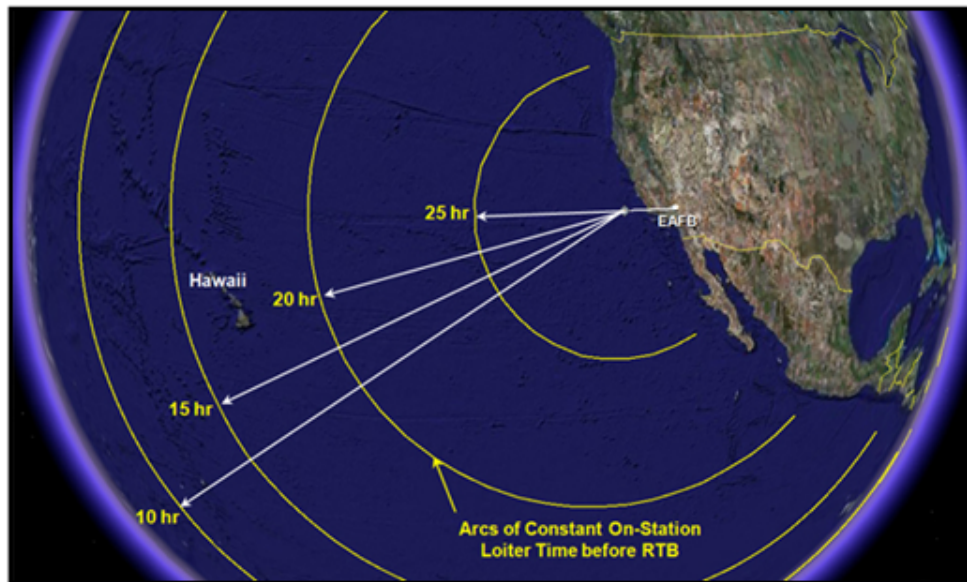 EAFB
25 hr
Hawaii
20 hr
15 hr
10 hr
Arcs of Constant On-Station
Loiter Time before RTB